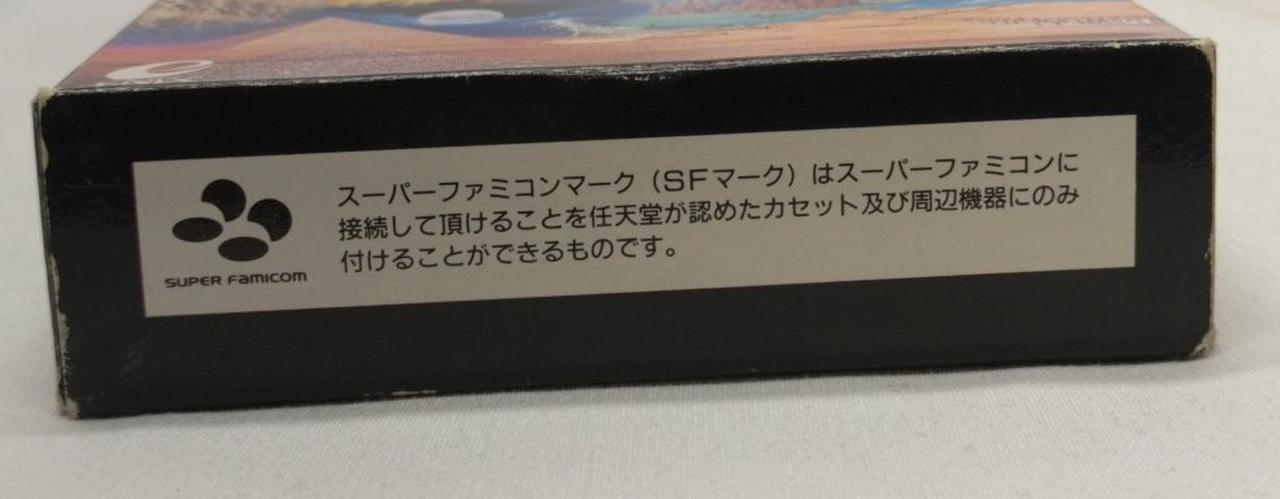 スーパーファミコンマーク（SFマーク）はスーパーファミコンに
接続して頂けることを任天堂が認めたカセット及び周辺機器にのみ
付けることができるものです。
SUPER FAMICOM